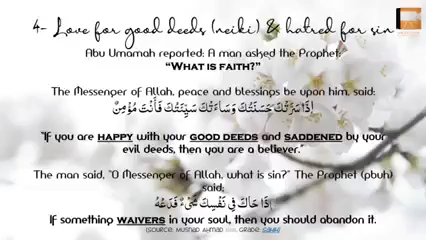 4- Love for good deeds (neiki) & hatred for sin
Abu Umamah reported: A man asked the Prophet:
“WHAT IS FAITH?”
The Messenger of Allah, peace and blessings be upon him, said:
إِذَا سَرَّتْكَ حَسَنَتُكَ وَسَاءَتْكَ سَيِّئَتُكَ فَأَنْتَ مُؤْمِنٌ
“If you are HAPPY with your GOOD DEEDS and SADDENED by your
evil deeds, then you are a believer.”
The man said, “O Messenger of Allah, what is sin?” The Prophet (pbuh)
said:
إِذَا حَاكَ فِي نَفْسِكَ شَيْءٌ فَدَعْهُ
If something WAIVERS in your soul, then you should abandon it.
(Source: Musnad Ahmad Grade: Sahih